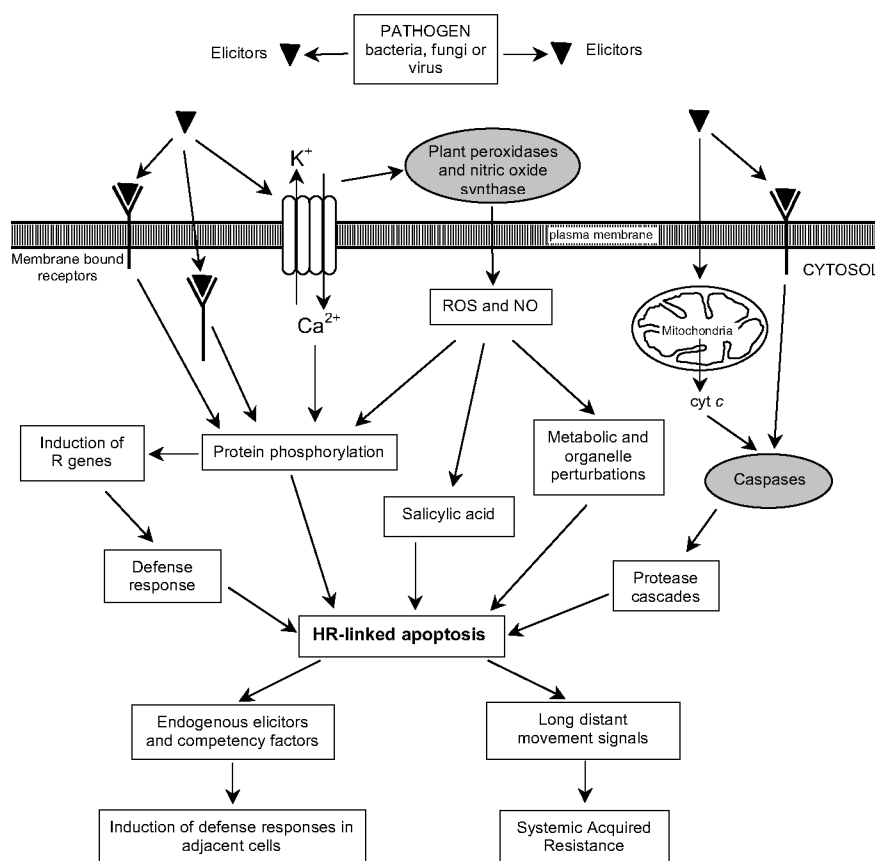 PATHOGEN
bacteria, fungi or
virus
Elicitors
Elicitors
K+
Plant peroxidases
and nitric oxide
synthase
plasma membrane
Membrane bound
receptors
CYTOSOL
Ca2+
ROS and NO
Mitochondria
cyt c
Induction of
R genes
Protein phosphorylation
Metabolic and
organelle
perturbations
Caspases
Salicylic acid
Defense
response
Protease
cascades
HR-linked apoptosis
Endogenous elicitors
and competency factors
Long distant
movement signals
Induction of defense responses in
adjacent cells
Systemic Acquired
Resistance